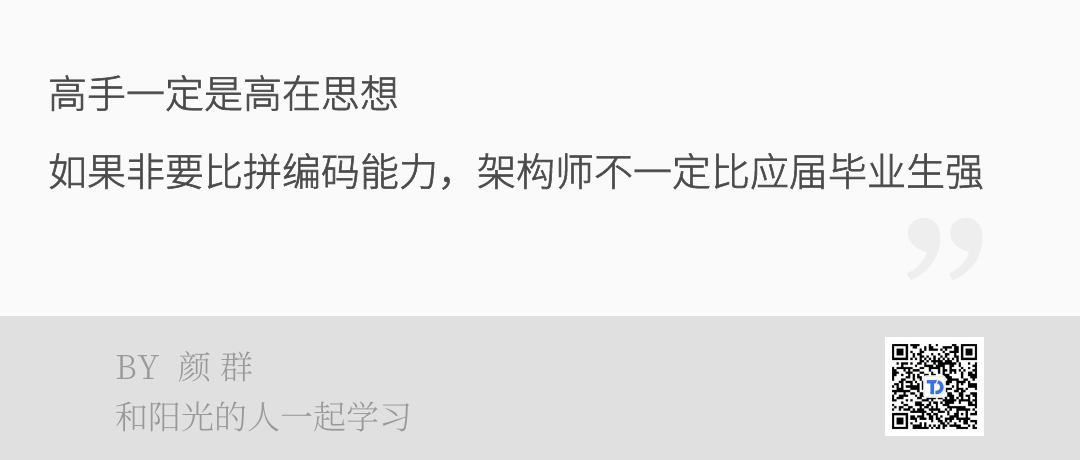 高手一定是高在思想
如果非要比拼编码能力，架构师不一定比应届毕业生强
”
BY 颜 群
和阳光的人一起学习
TD